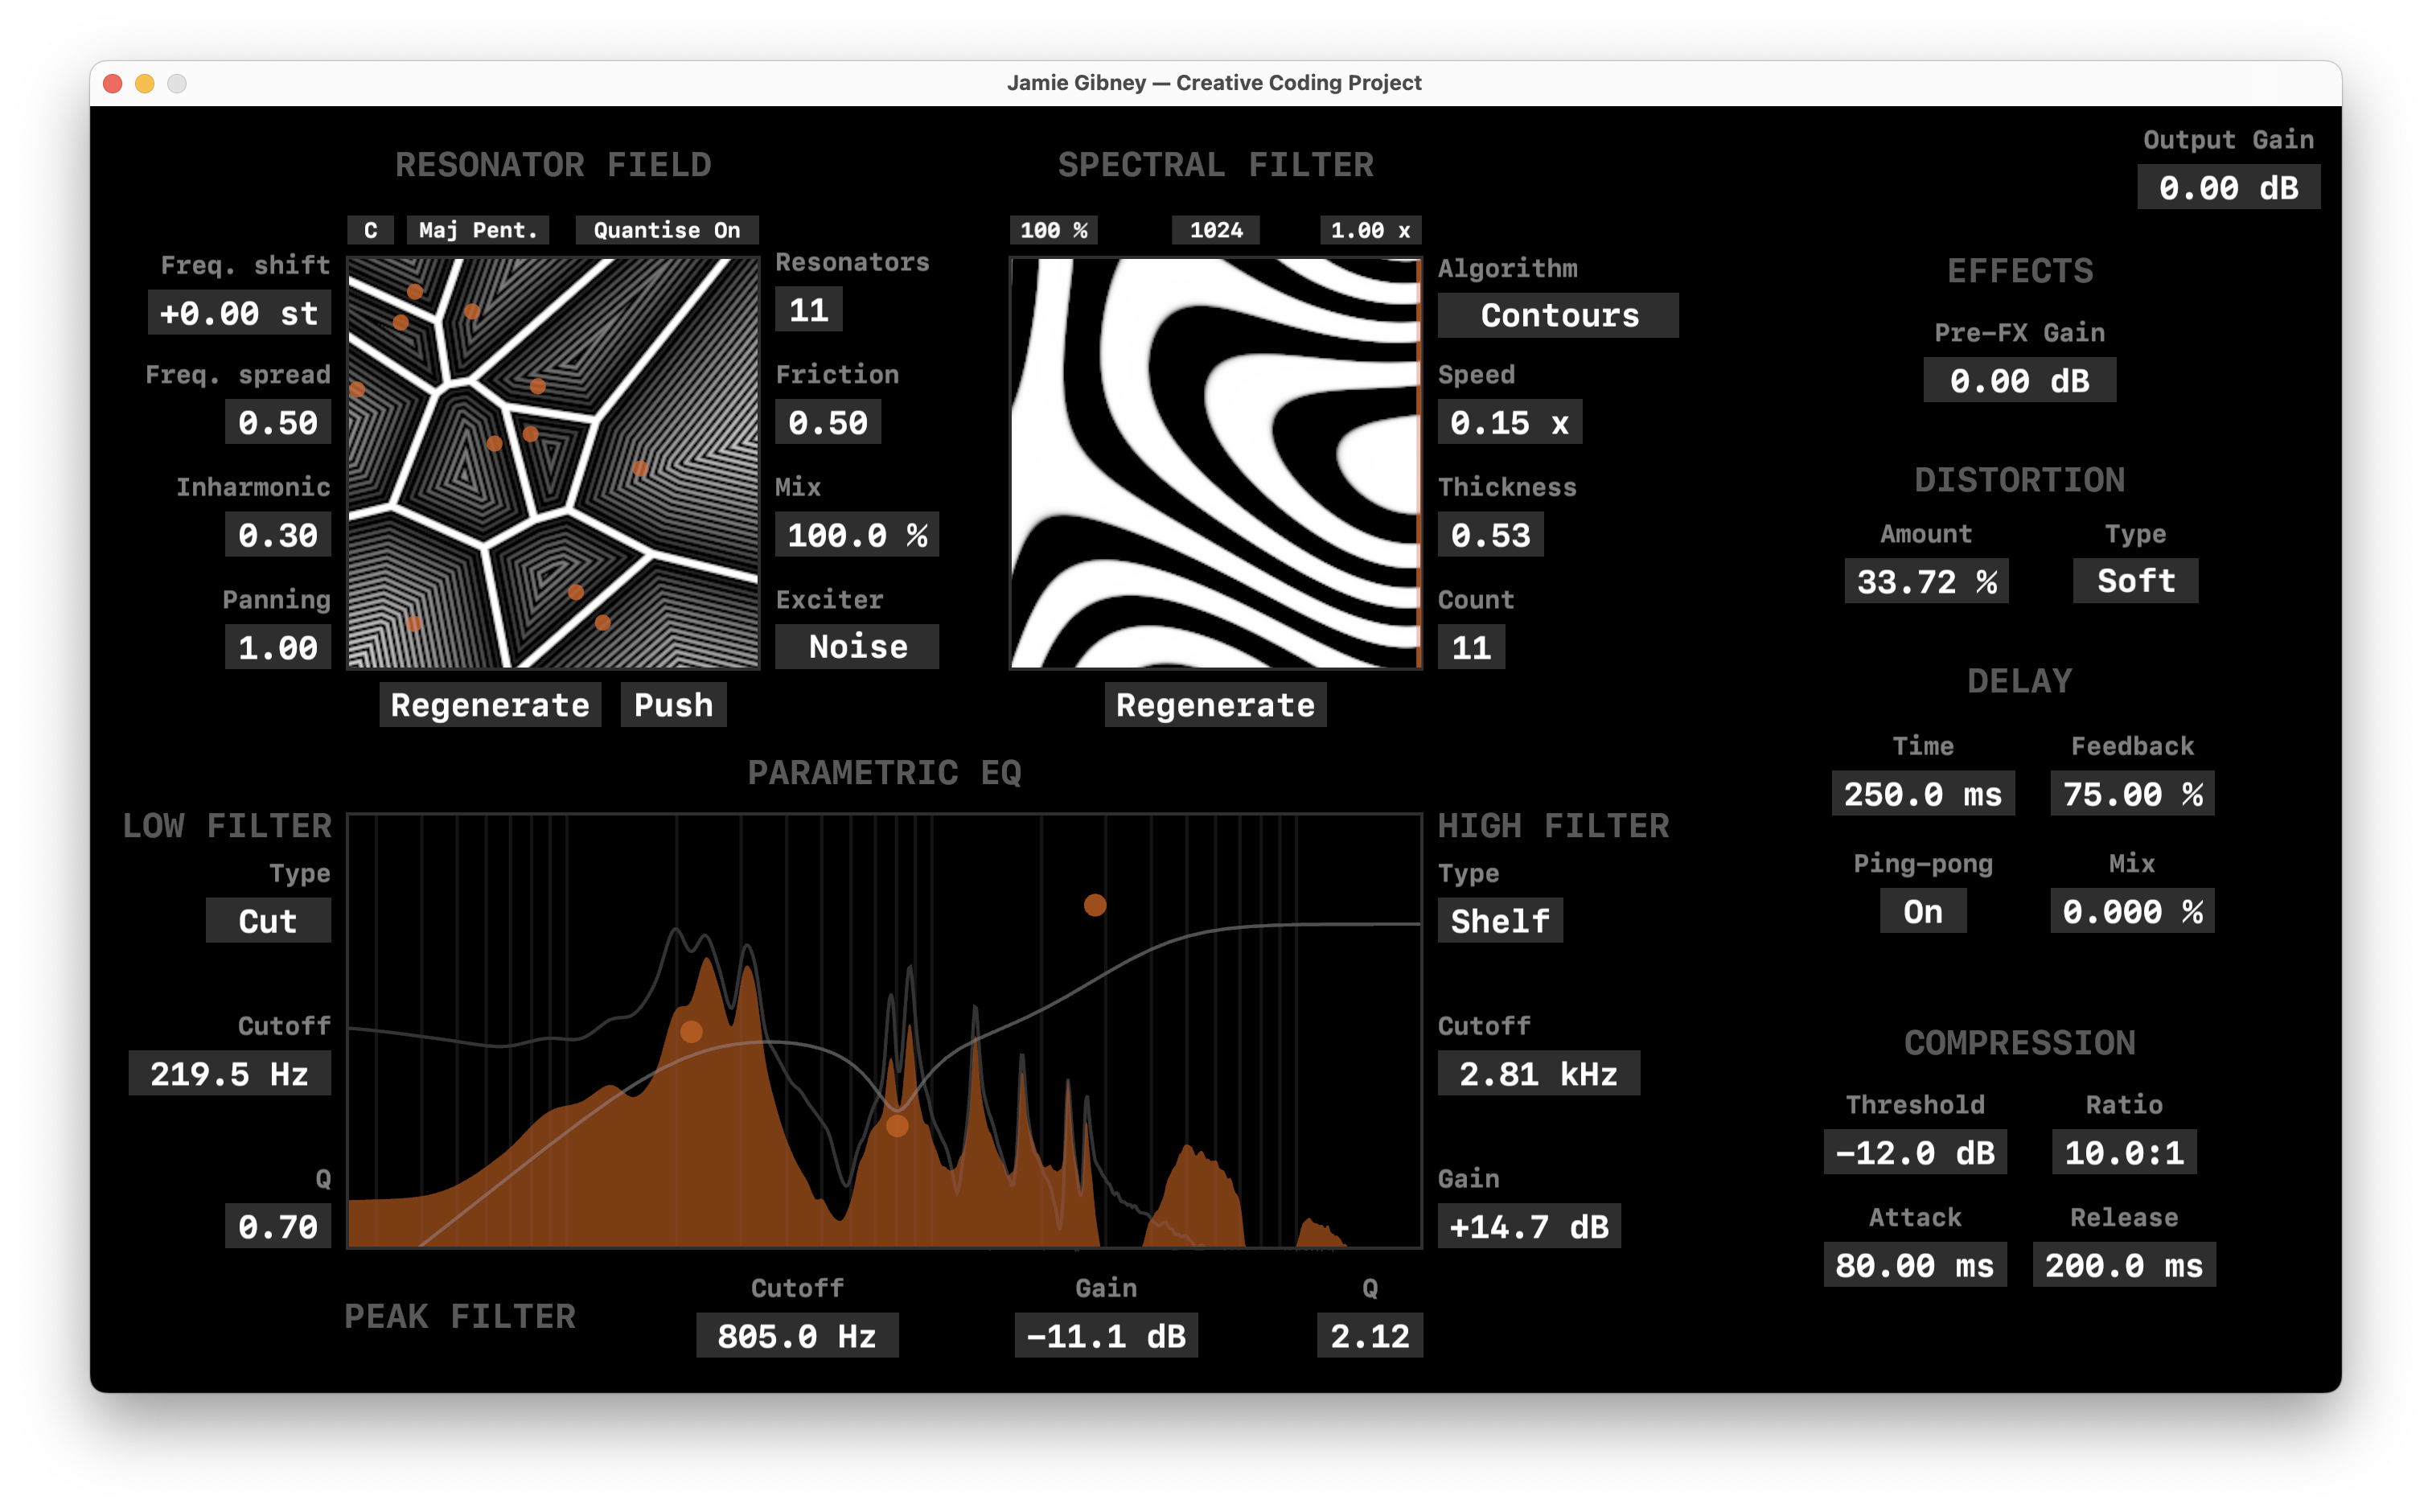 Jamie Gibney — Creative Coding Project
Output Gain
0.00 dB
RESONATOR FIELD
C
Maj Pent.
Quantise On
Freq. shift
+0.00 st
Freq. spread
0.50
Inharmonic
0.30
Panning
1.00
Resonators
11
Friction
0.50
Mix
100.0 %
Exciter
Noise
Regenerate
Push
SPECTRAL FILTER
100 %
1024
1.00 x
Algorithm
Contours
Speed
0.15 x
Thickness
0.53
Count
11
Regenerate
PARAMETRIC EQ
LOW FILTER
Type
Cut
Cutoff
219.5 Hz
Q
0.70
HIGH FILTER
Type
Shelf
Cutoff
2.81 kHz
Gain
+14.7 dB
PEAK FILTER
Cutoff
805.0 Hz
Gain
−11.1 dB
Q
2.12
EFFECTS
Pre-FX Gain
0.00 dB
DISTORTION
Amount
33.72 %
Type
Soft
DELAY
Time
250.0 ms
Feedback
75.00 %
Ping-pong
On
Mix
0.000 %
COMPRESSION
Threshold
−12.0 dB
Ratio
10.0:1
Attack
80.00 ms
Release
200.0 ms